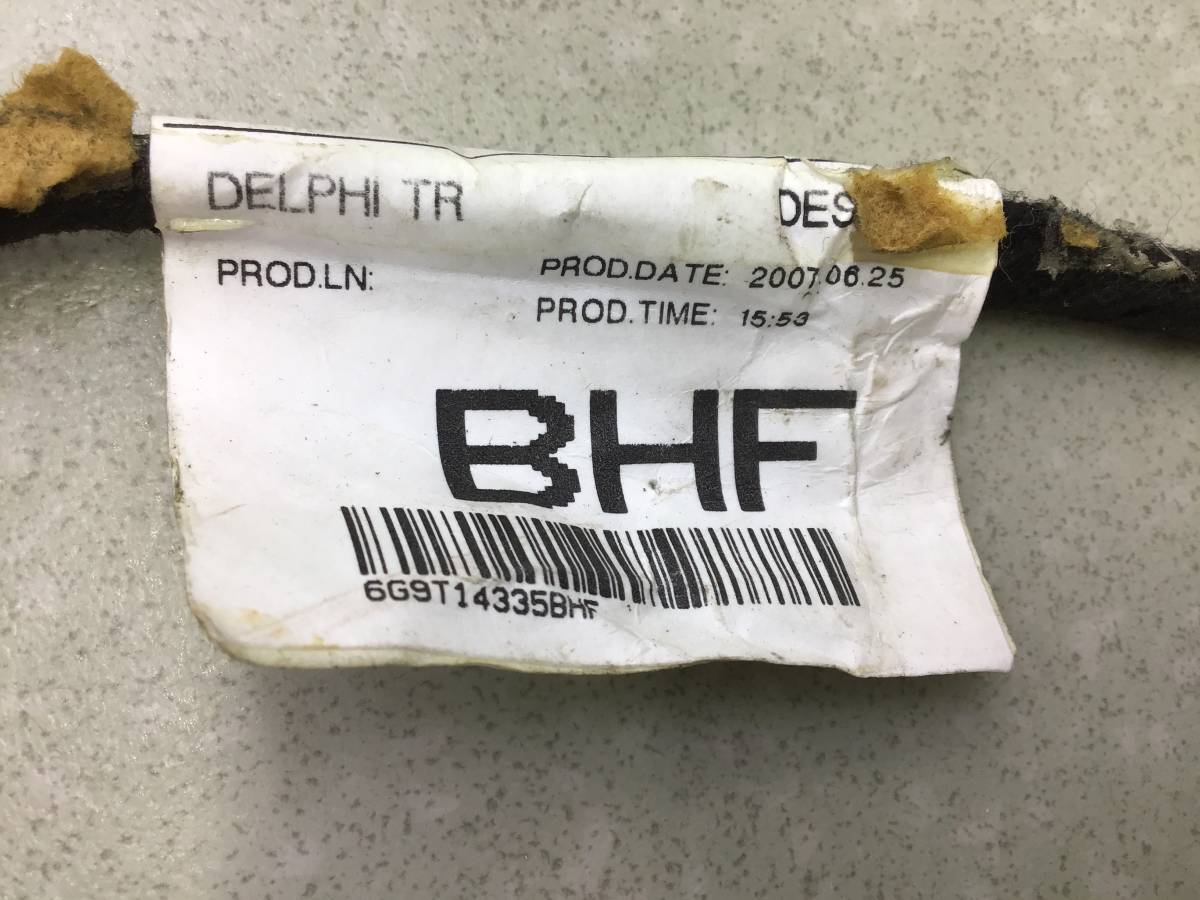 DELPHI TR DES
PROD.LN: PROD.DATE: 2007.06.25
PROD.TIME: 15:53
BHF
6G9T14335BHF